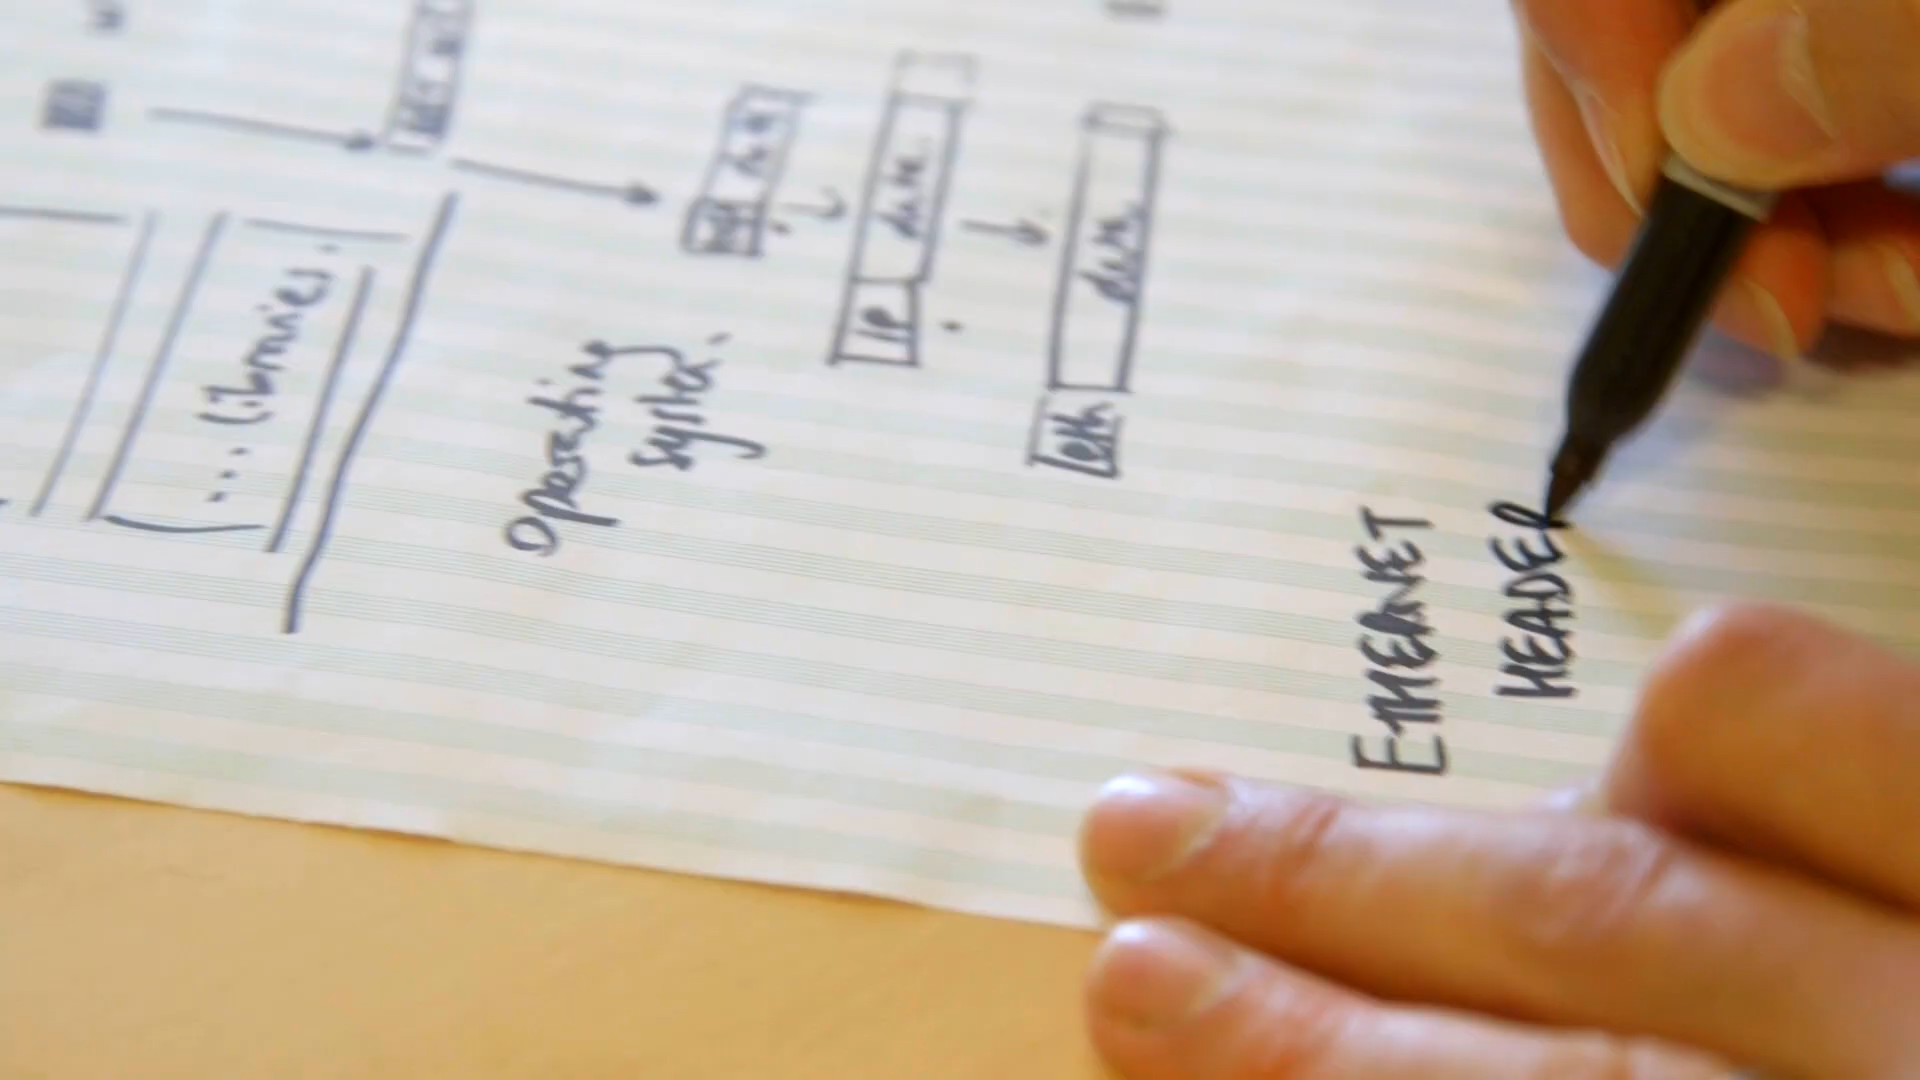 (... libraries)
operating
system.
data
IP data
eth data
ETHERNET
HEADER